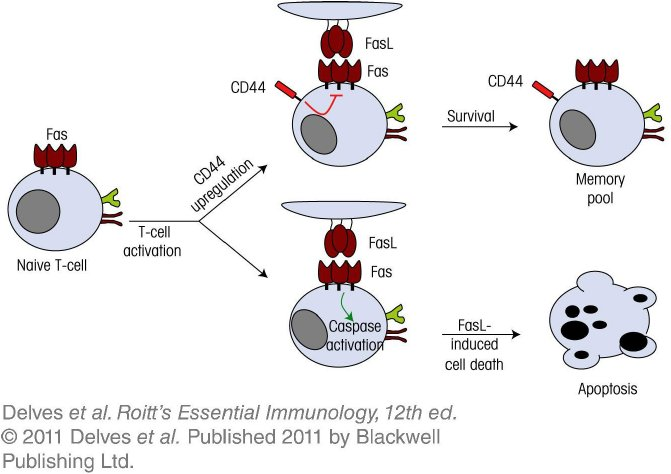 Fas
Naive T-cell
T-cell
activation
CD44
upregulation
FasL
Fas
CD44
Survival
CD44
Memory
pool
FasL
Fas
Caspase
activation
FasL-
induced
cell death
Apoptosis
Delves et al. Roitt's Essential Immunology, 12th ed.
© 2011 Delves et al. Published 2011 by Blackwell
Publishing Ltd.